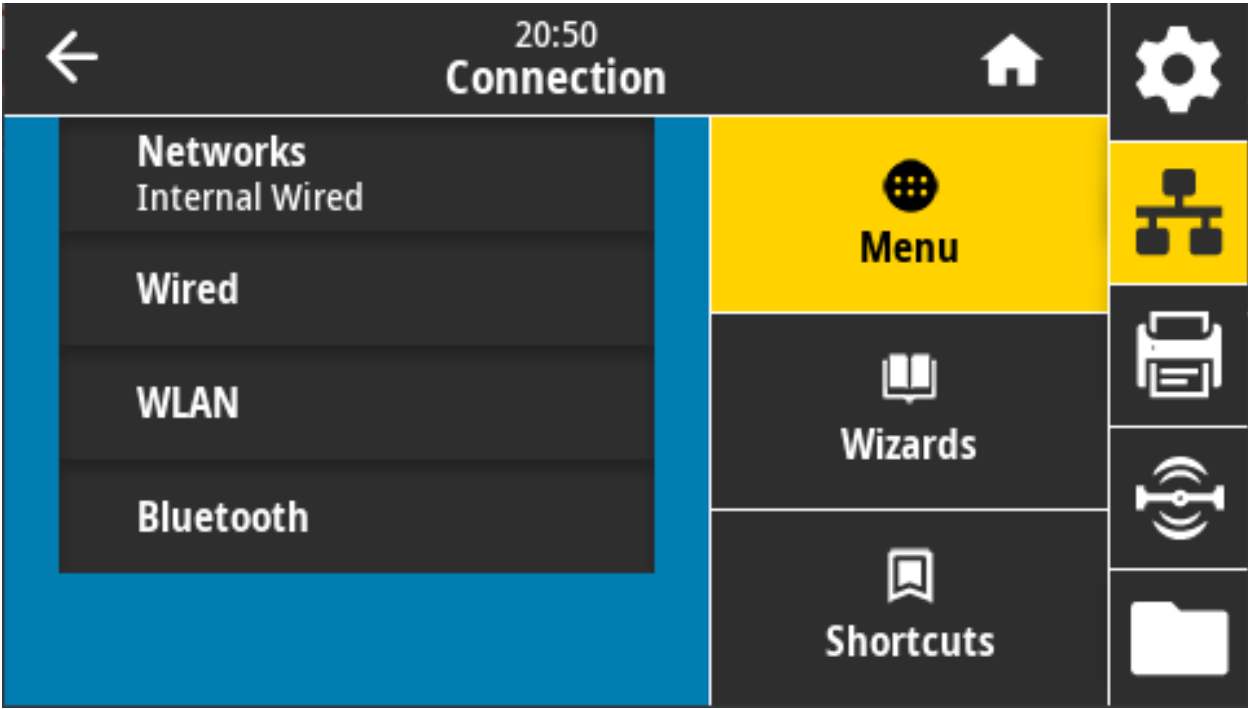 20:50
Connection
Networks
Internal Wired
Wired
WLAN
Bluetooth
Menu
Wizards
Shortcuts